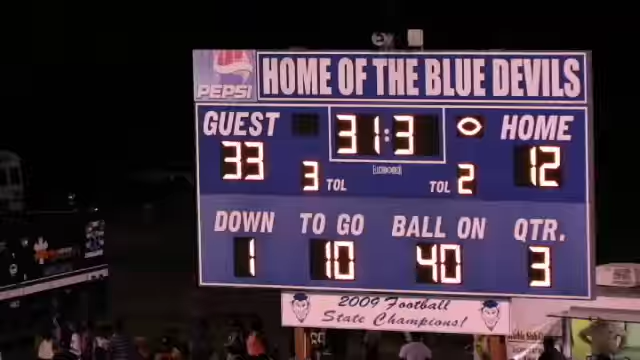 PEPSI
HOME OF THE BLUE DEVILS
GUEST 31:3 HOME
33 3 TOL TOL 2 12
DOWN TO GO BALL ON QTR.
1 10 40 3
2009 Football
State Champions!